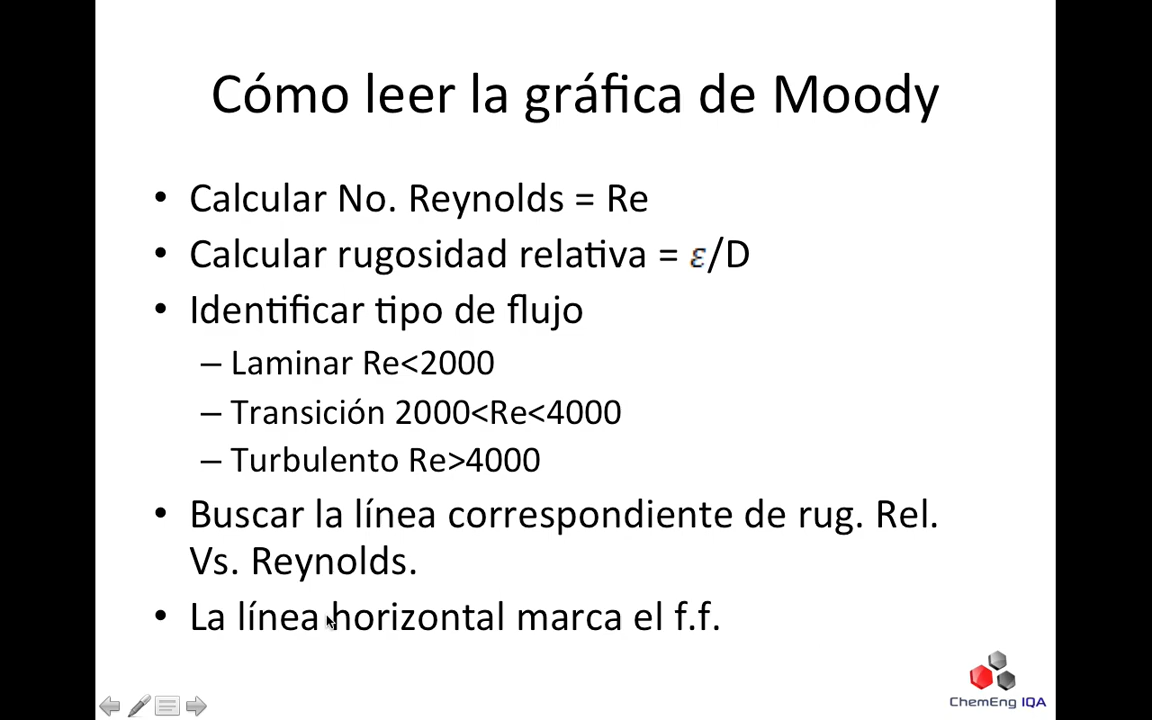 Cómo leer la gráfica de Moody
• Calcular No. Reynolds = Re
• Calcular rugosidad relativa = ε/D
• Identificar tipo de flujo
– Laminar Re<2000
– Transición 2000<Re<4000
– Turbulento Re>4000
• Buscar la línea correspondiente de rug. Rel.
Vs. Reynolds.
• La línea horizontal marca el f.f.
ChemEng IQA